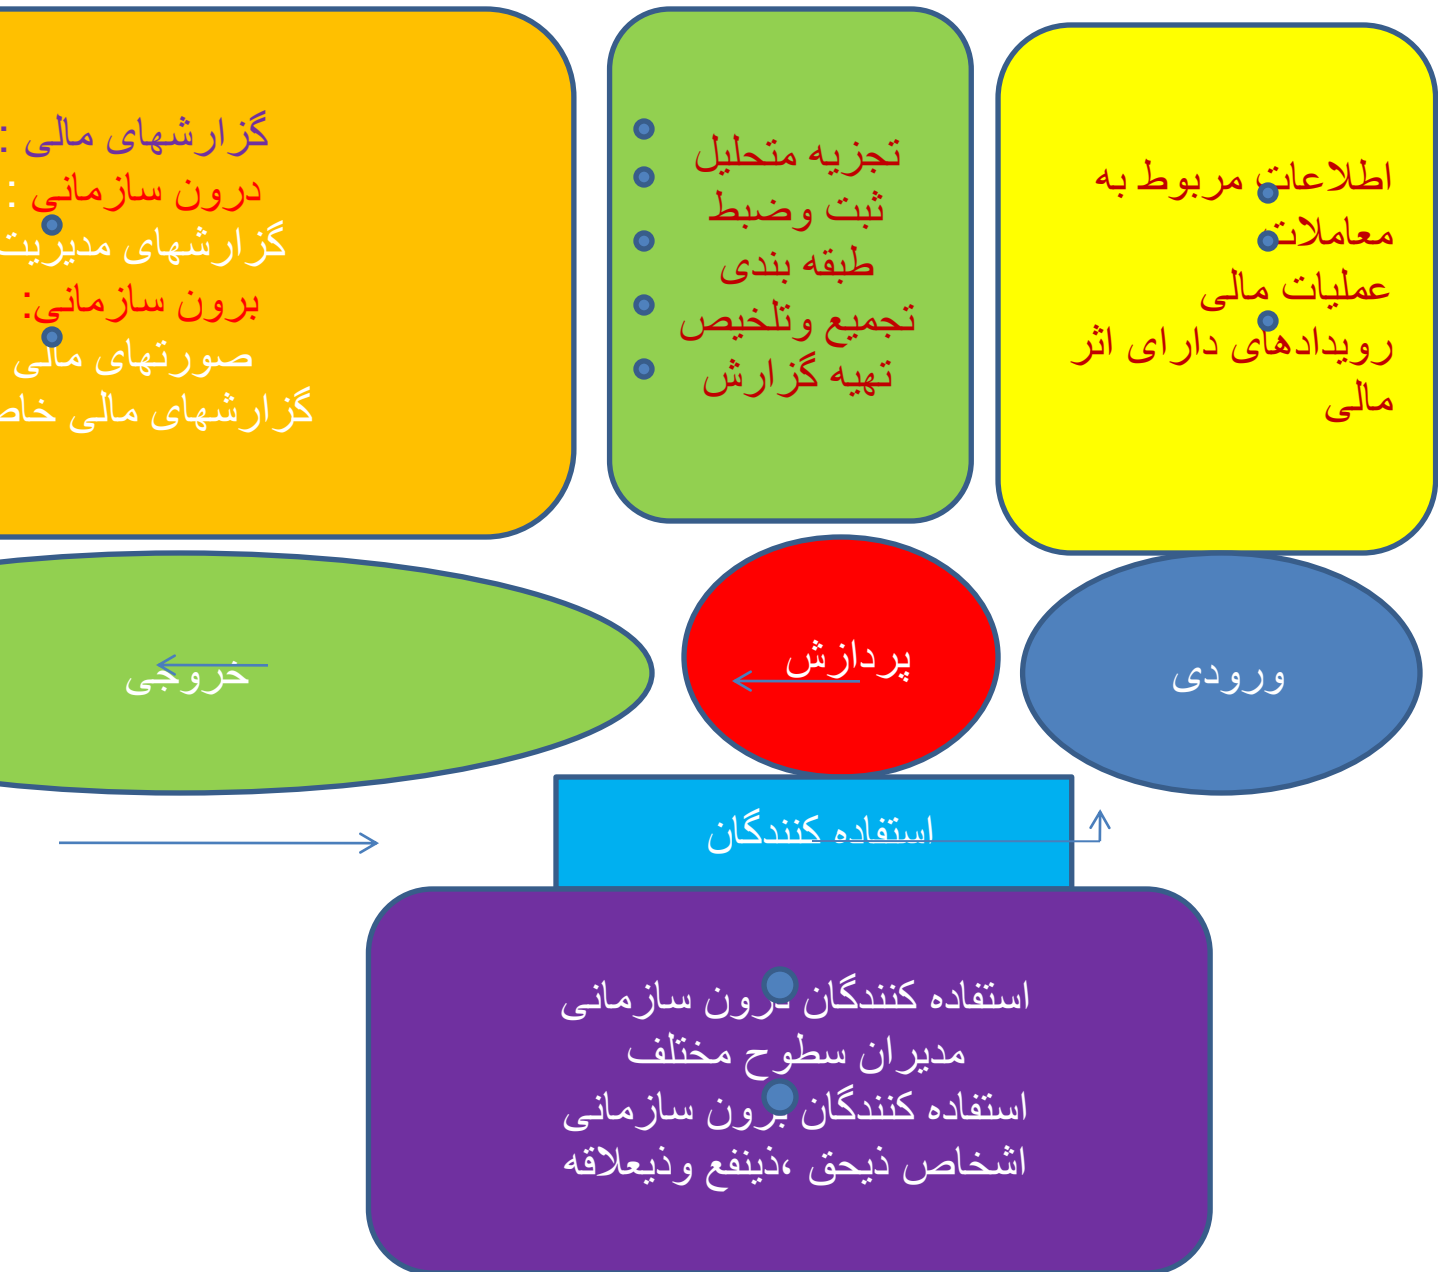 اطلاعات مربوط به
معاملات
عملیات مالی
رویدادهای دارای اثر
مالی
تجزیه متحلیل
ثبت وضبط
طبقه بندی
تجمیع وتلخیص
تهیه گزارش
گزارشهای مالی :
درون سازمانی :
گزارشهای مدیریت
برون سازمانی:
صورتهای مالی
گزارشهای مالی
ورودی
پردازش
خروجی
استفاده کنندگان
استفاده کنندگان درون سازمانی
مدیران سطوح مختلف
استفاده کنندگان برون سازمانی
اشخاص ذیحق ،ذینفع وذیعلاقه